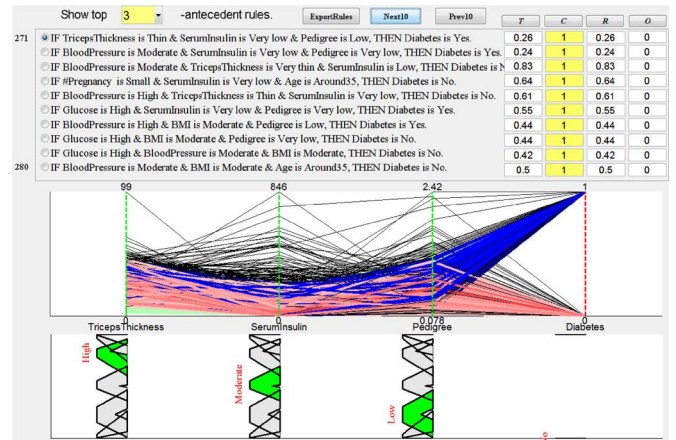 Show top 3 -antecedent rules. ExportRules Next10 Prev10 T C R O
271 IF TricepsThickness is Thin & SerumInsulin is Very low & Pedigree is Low, THEN Diabetes is Yes. 0.26 1 0.26 0
IF BloodPressure is Moderate & SerumInsulin is Very low & Pedigree is Very low, THEN Diabetes is Yes. 0.24 1 0.24 0
IF BloodPressure is Moderate & TricepsThickness is Very thin & SerumInsulin is Low, THEN Diabetes is N 0.83 1 0.83 0
IF #Pregnancy is Small & SerumInsulin is Very low & Age is Around35, THEN Diabetes is No. 0.64 1 0.64 0
IF BloodPressure is High & TricepsThickness is Thin & SerumInsulin is Very low, THEN Diabetes is No. 0.61 1 0.61 0
IF Glucose is High & SerumInsulin is Very low & Pedigree is Very low, THEN Diabetes is Yes. 0.55 1 0.55 0
IF BloodPressure is High & BMI is Moderate & Pedigree is Low, THEN Diabetes is Yes. 0.44 1 0.44 0
IF Glucose is High & BMI is Moderate & Pedigree is Very low, THEN Diabetes is No. 0.44 1 0.44 0
IF Glucose is High & BloodPressure is Moderate & BMI is Moderate, THEN Diabetes is No. 0.42 1 0.42 0
280 IF BloodPressure is Moderate & BMI is Moderate & Age is Around35, THEN Diabetes is No. 0.5 1 0.5 0
99 846 2.42 1
0 0 0.078 0
TricepsThickness SerumInsulin Pedigree Diabetes
High
Moderate
Low